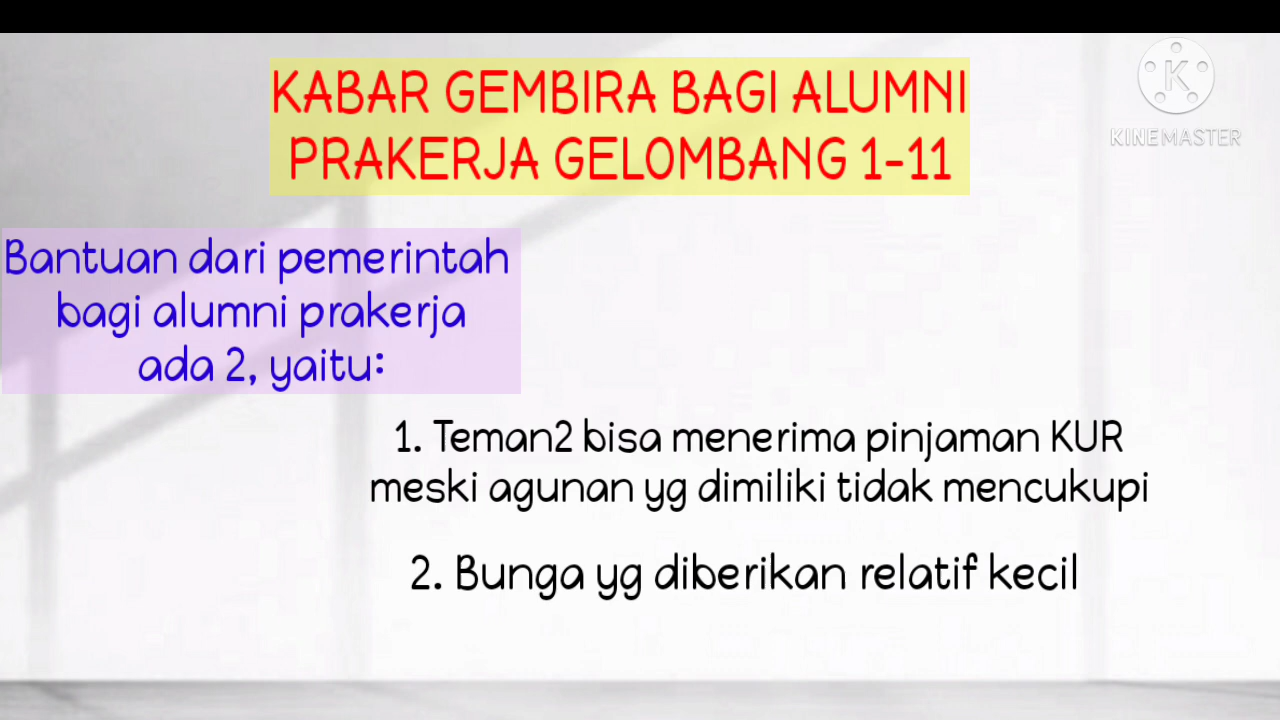 KABAR GEMBIRA BAGI ALUMNI
PRAKERJA GELOMBANG 1-11
K
KINEMASTER
Bantuan dari pemerintah
bagi alumni prakerja
ada 2, yaitu:
1. Teman2 bisa menerima pinjaman KUR
meski agunan yg dimiliki tidak mencukupi
2. Bunga yg diberikan relatif kecil